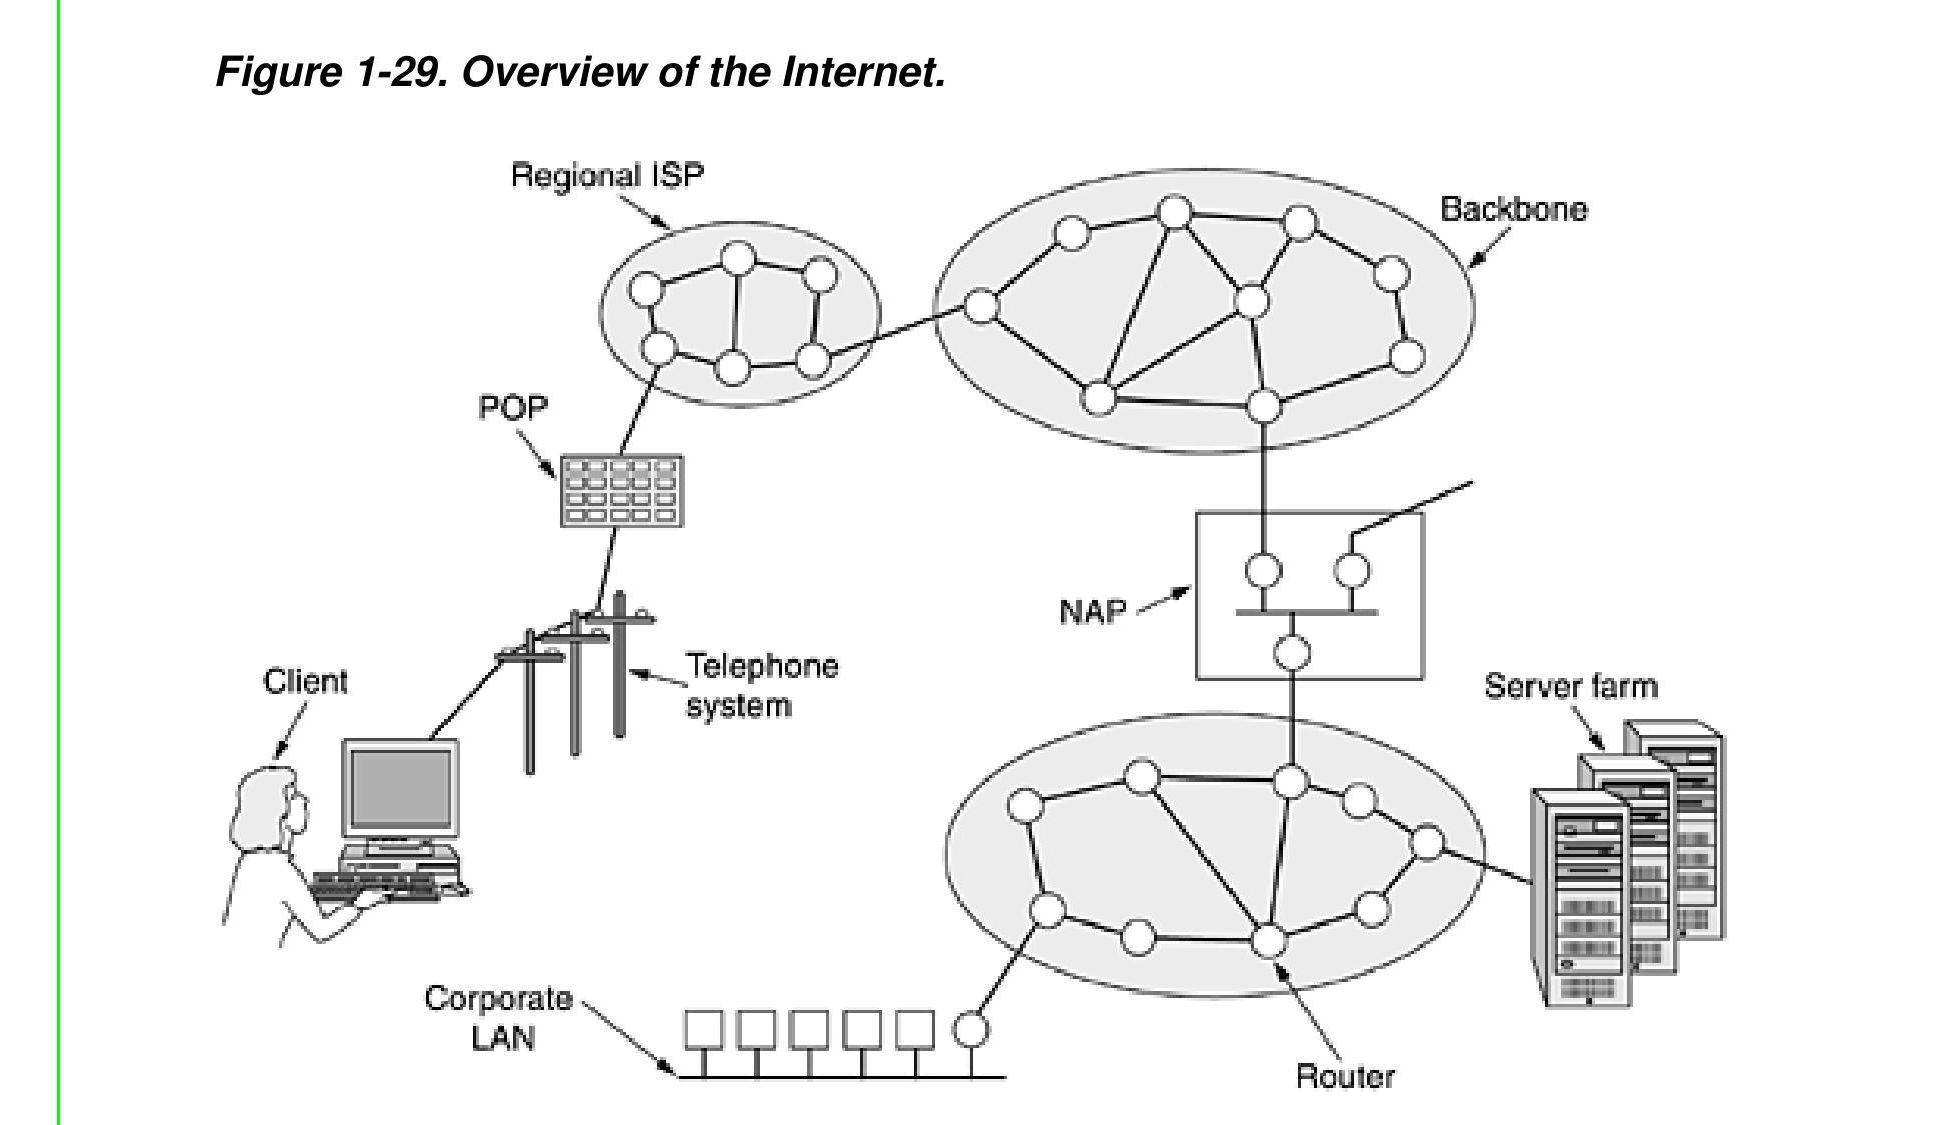 Figure 1-29. Overview of the Internet.
Regional ISP
Backbone
POP
NAP
Telephone
system
Client
Server farm
Corporate
LAN
Router